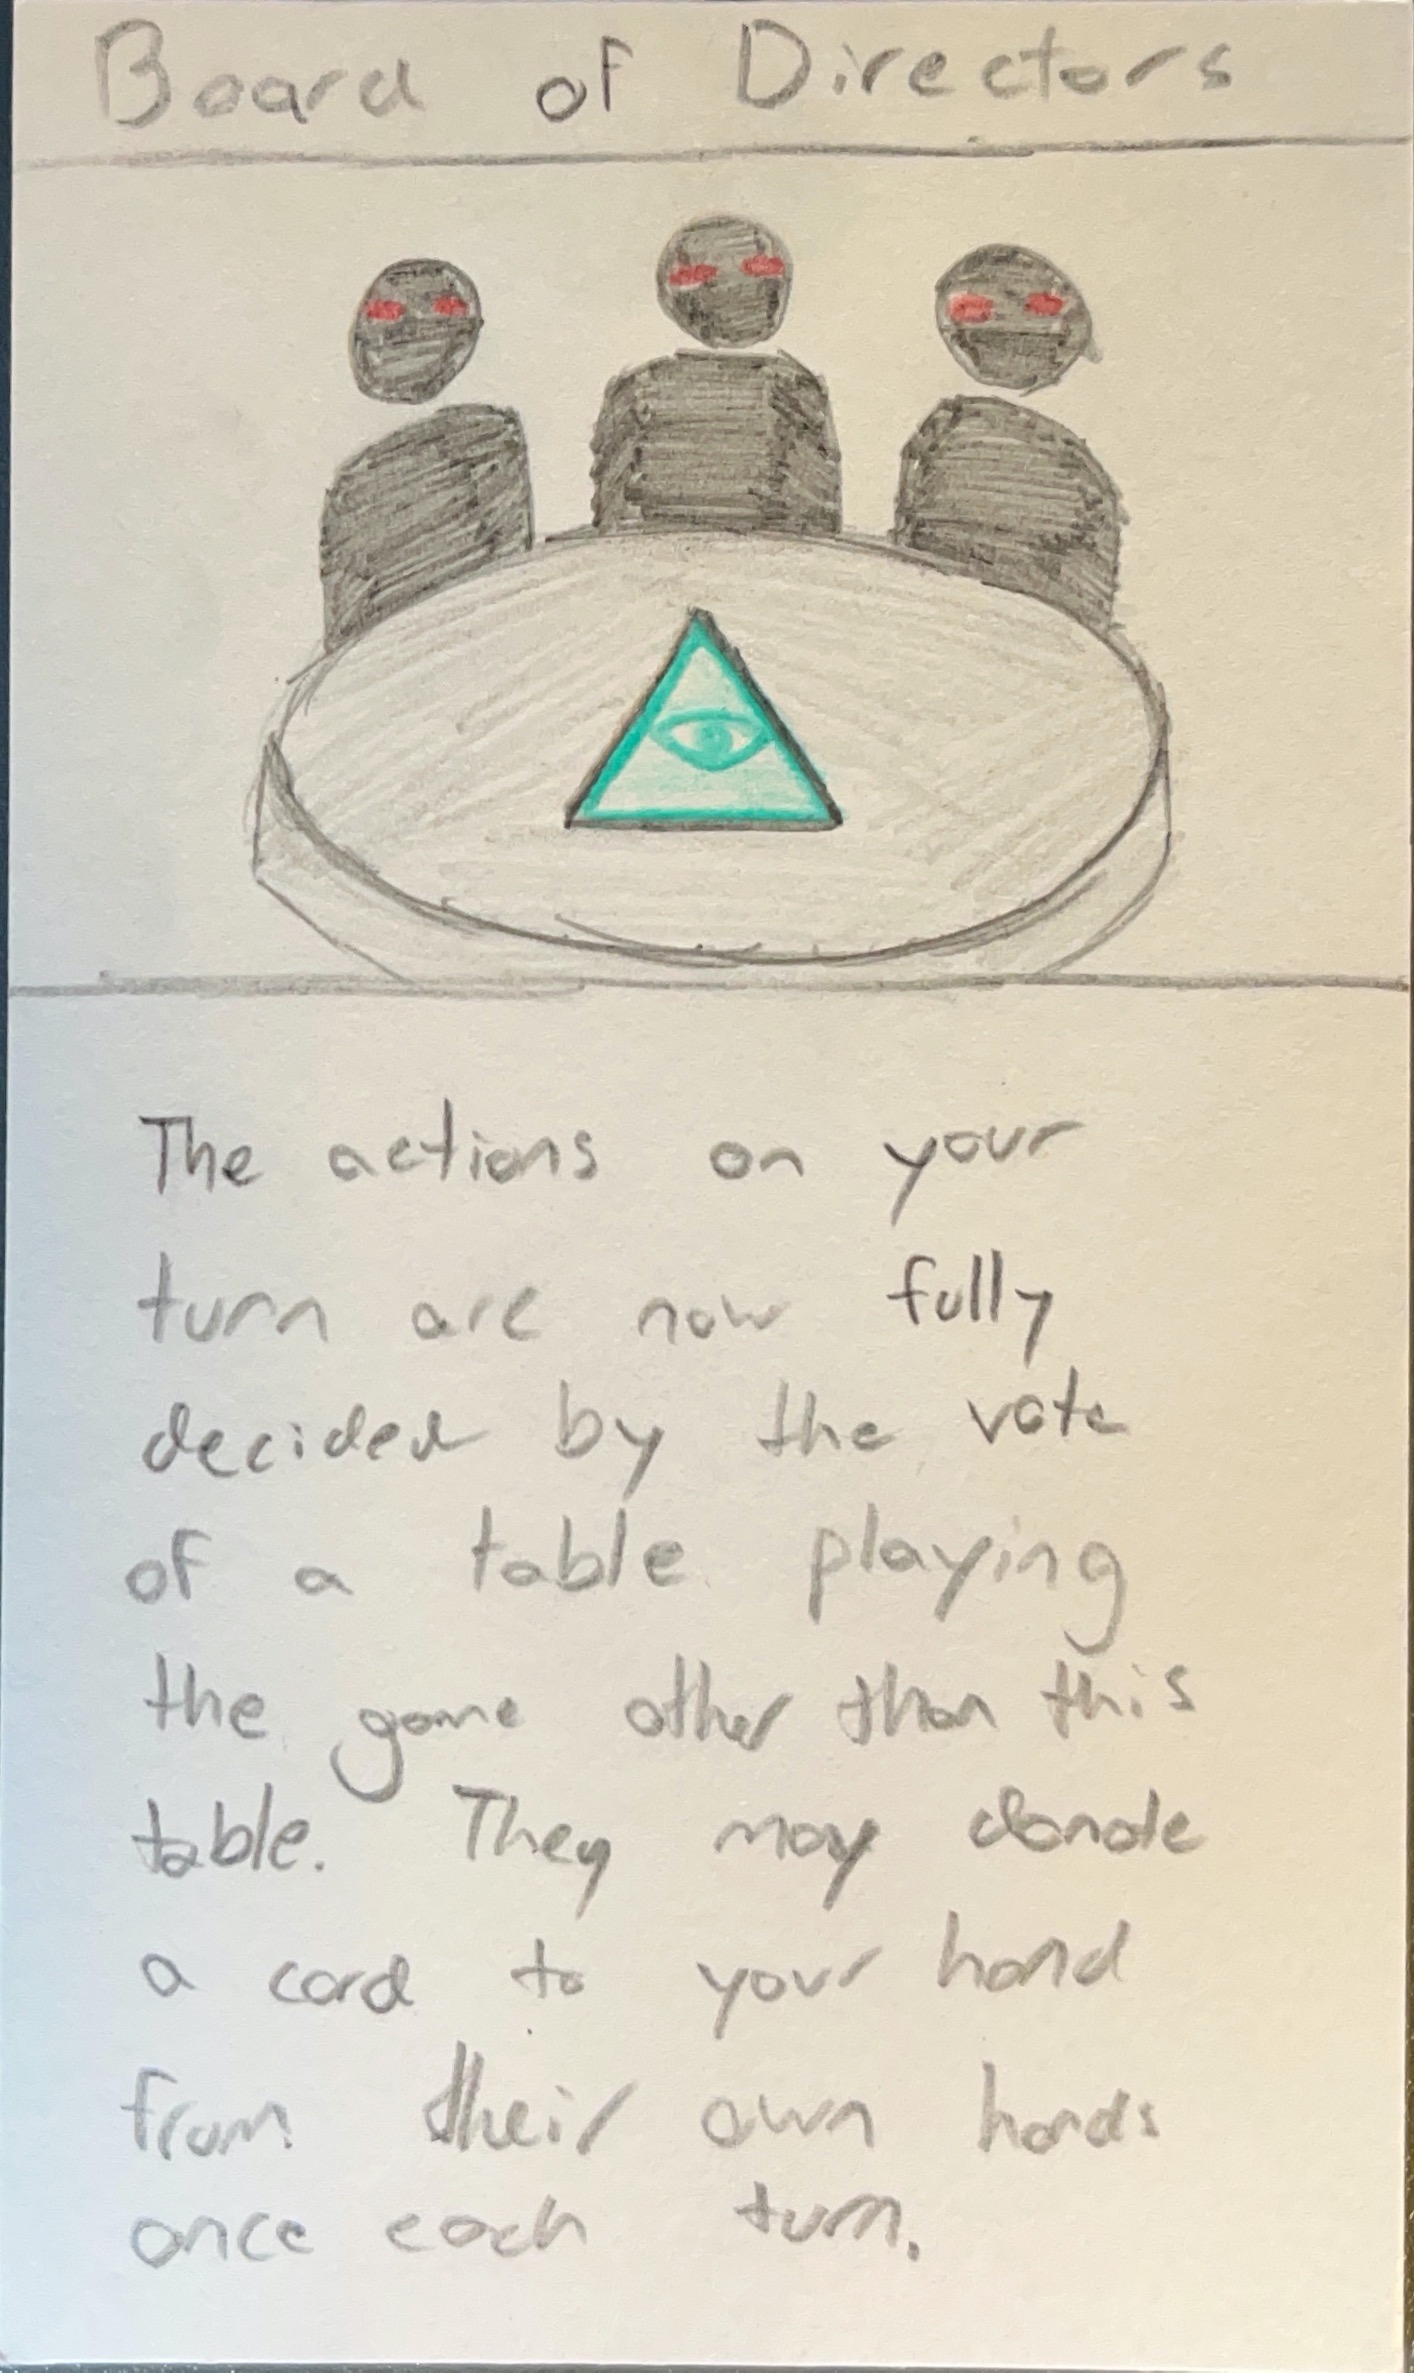 Board of Directors
The actions on your
turn are now fully
decided by the vote
of a table playing
the game other than this
table. They may donate
a card to your hand
from their own hands
once each turn.